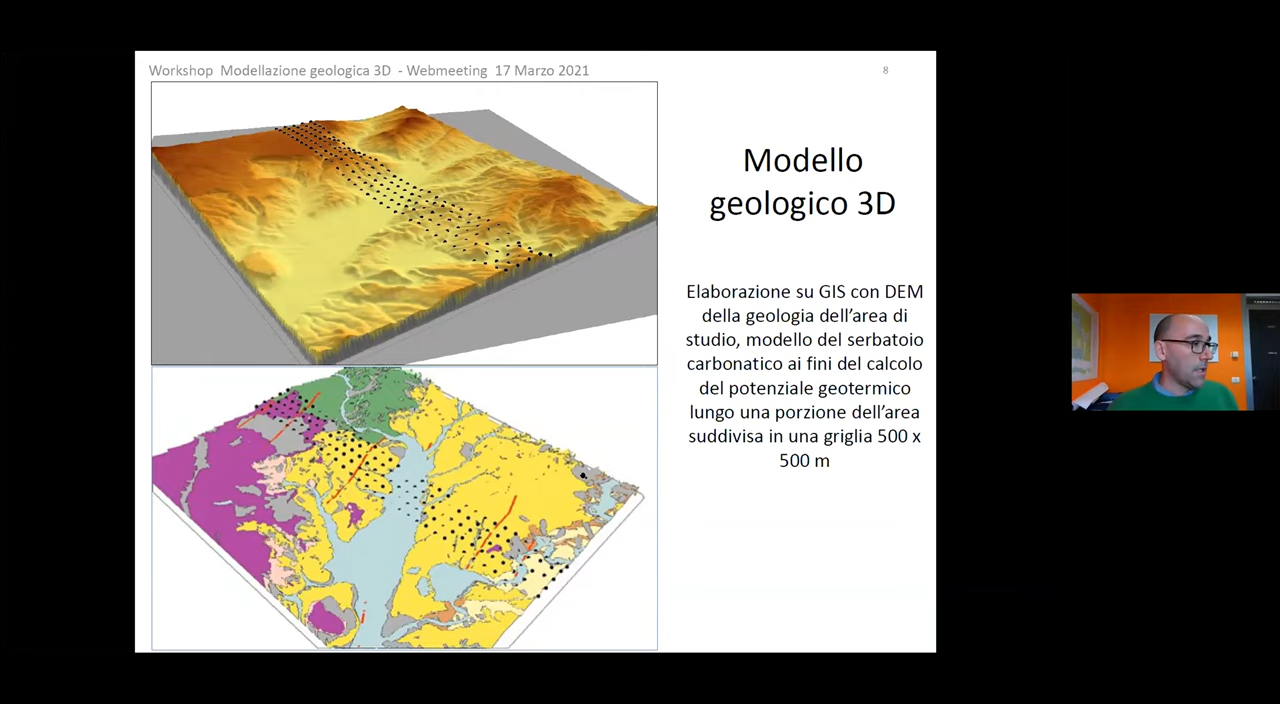 Workshop Modellazione geologica 3D - Webmeeting 17 Marzo 2021
8
Modello
geologico 3D
Elaborazione su GIS con DEM
della geologia dell'area di
studio, modello del serbatoio
carbonatico ai fini del calcolo
del potenziale geotermico
lungo una porzione dell'area
suddivisa in una griglia 500 x
500 m